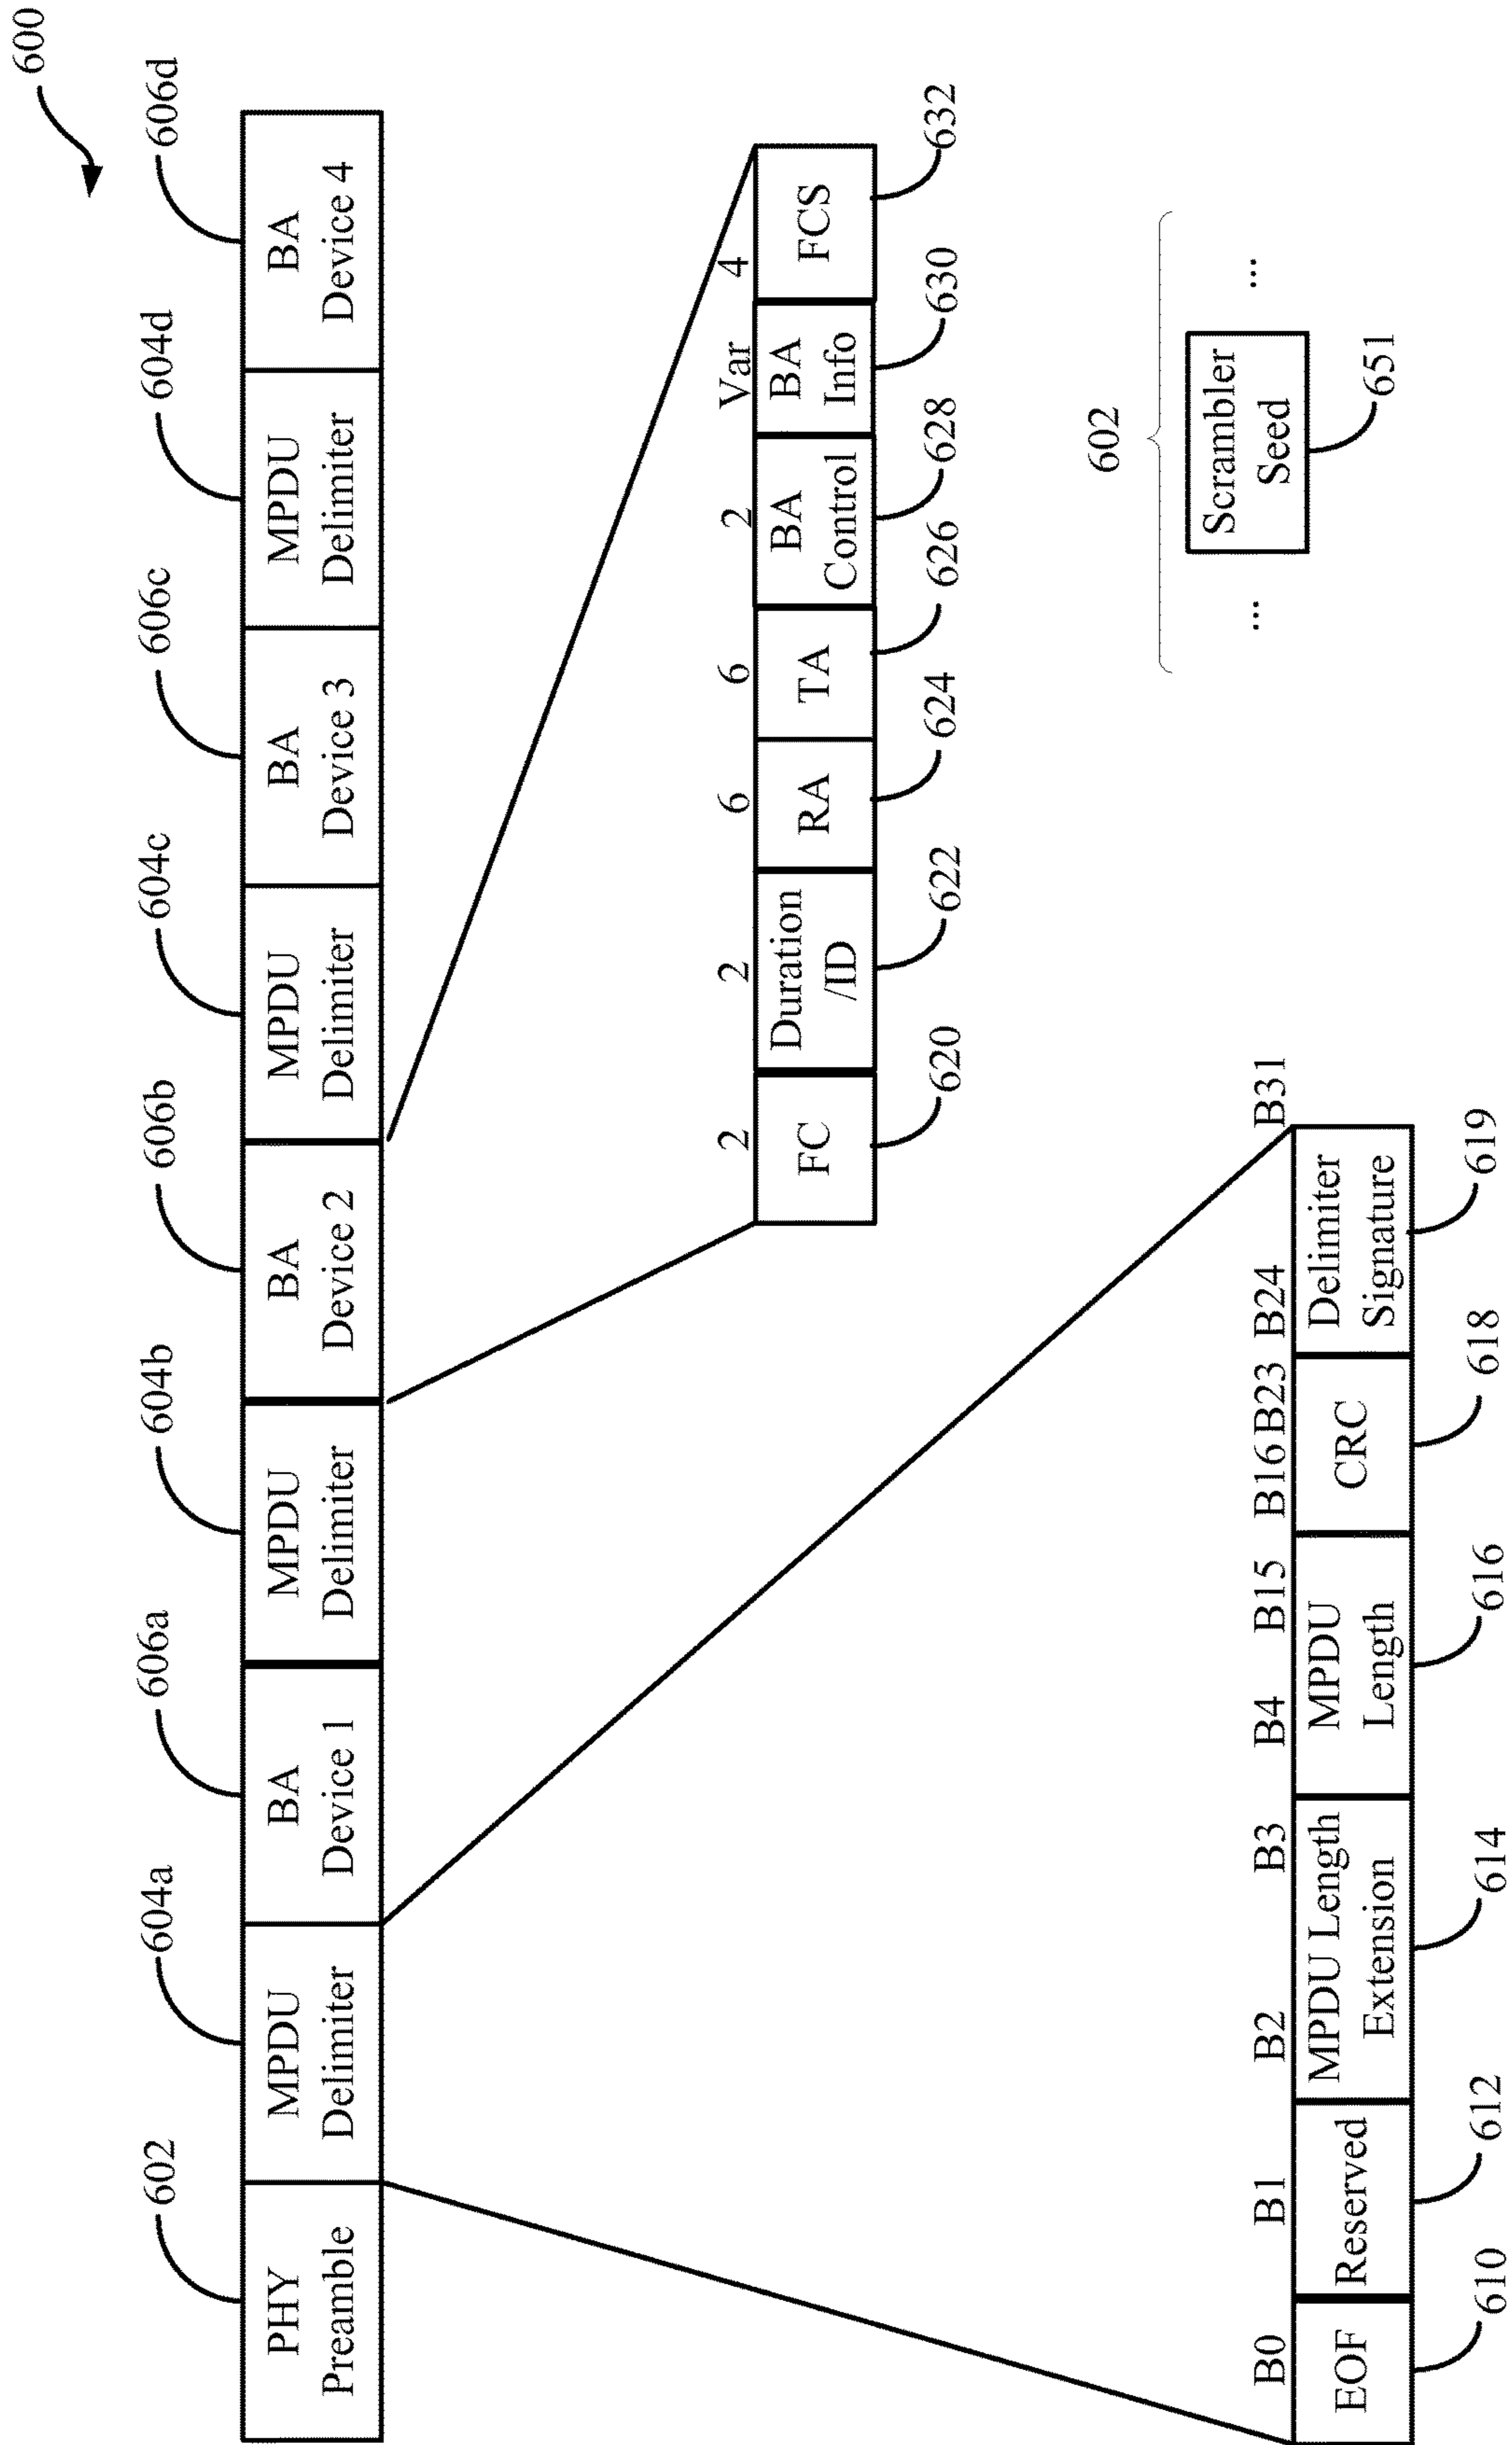 600
602
604a
606a
604b
606b
604c
606c
604d
606d
PHY
Preamble
MPDU
Delimiter
BA
Device 1
MPDU
Delimiter
BA
Device 2
MPDU
Delimiter
BA
Device 3
MPDU
Delimiter
BA
Device 4
2
2
6
6
2
Var
4
FC
Duration
/ID
RA
TA
BA
Control
BA
Info
FCS
620
622
624
626
628
630
632
602
...
Scrambler
Seed
...
651
B0
B1
B2
B3
B4
B15
B16
B23
B24
B31
EOF
Reserved
MPDU Length
Extension
MPDU
Length
CRC
Delimiter
Signature
610
612
614
616
618
619